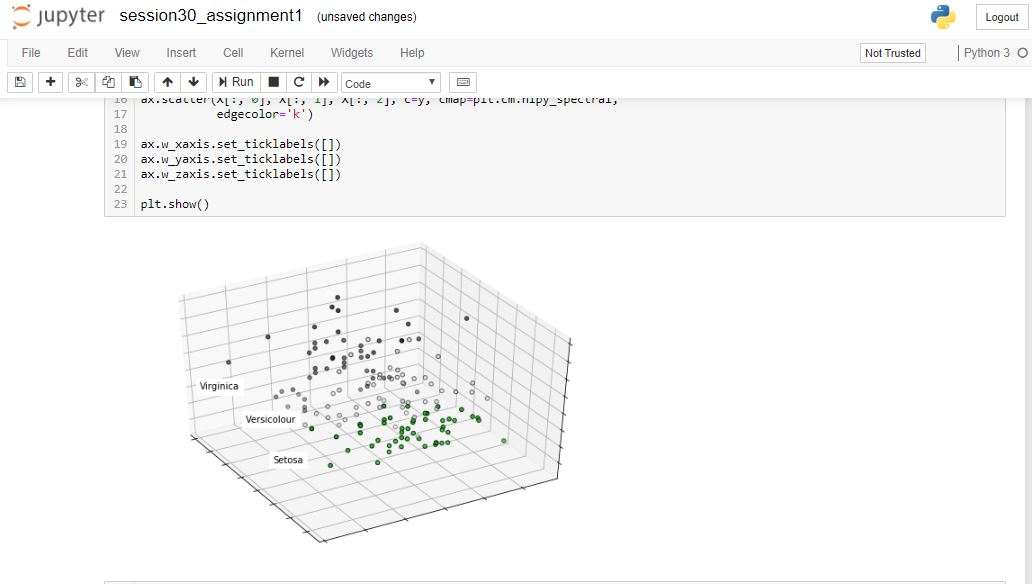 jupyter session30_assignment1 (unsaved changes) Logout
File Edit View Insert Cell Kernel Widgets Help Not Trusted Python 3
Run Code
16 ax.scatter(X[:, 0], X[:, 1], X[:, 2], c=y, cmap=plt.cm.nipy_spectral,
17 edgecolor='k')
18
19 ax.w_xaxis.set_ticklabels([])
20 ax.w_yaxis.set_ticklabels([])
21 ax.w_zaxis.set_ticklabels([])
22
23 plt.show()
Virginica
Versicolour
Setosa